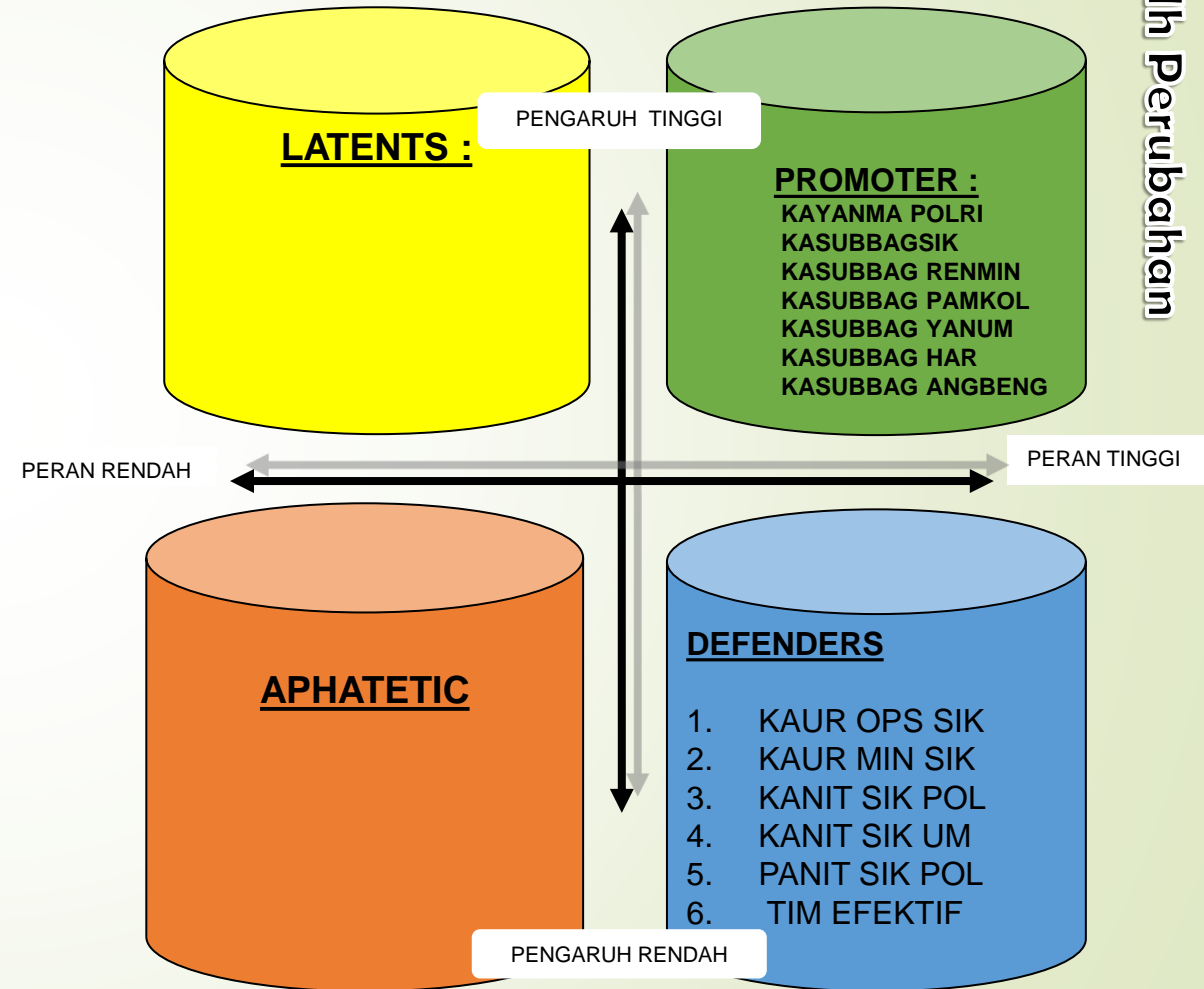 PENGARUH TINGGI
LATENTS :
PROMOTER :
KAYANMA POLRI
KASUBBAGSIK
KASUBBAG RENMIN
KASUBBAG PAMKOL
KASUBBAG YANUM
KASUBBAG HAR
KASUBBAG ANGBENG
PERAN RENDAH
PERAN TINGGI
APHATETIC
DEFENDERS
1. KAUR OPS SIK
2. KAUR MIN SIK
3. KANIT SIK POL
4. KANIT SIK UM
5. PANIT SIK POL
6. TIM EFEKTIF
PENGARUH RENDAH
Perubahan